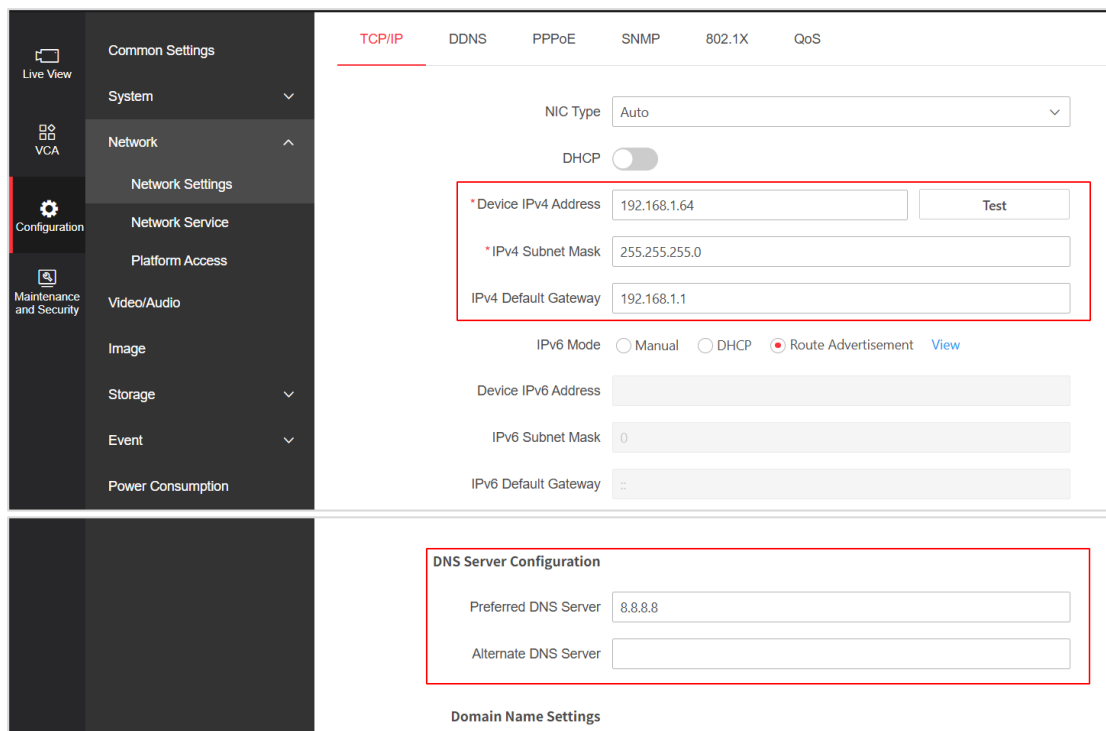 Live View
VCA
Configuration
Maintenance
and Security
Common Settings
System
Network
Network Settings
Network Service
Platform Access
Video/Audio
Image
Storage
Event
Power Consumption
TCP/IP DDNS PPPoE SNMP 802.1X QoS
NIC Type Auto
DHCP
*Device IPv4 Address 192.168.1.64 Test
*IPv4 Subnet Mask 255.255.255.0
IPv4 Default Gateway 192.168.1.1
IPv6 Mode Manual DHCP Route Advertisement View
Device IPv6 Address
IPv6 Subnet Mask 0
IPv6 Default Gateway ::
DNS Server Configuration
Preferred DNS Server 8.8.8.8
Alternate DNS Server
Domain Name Settings